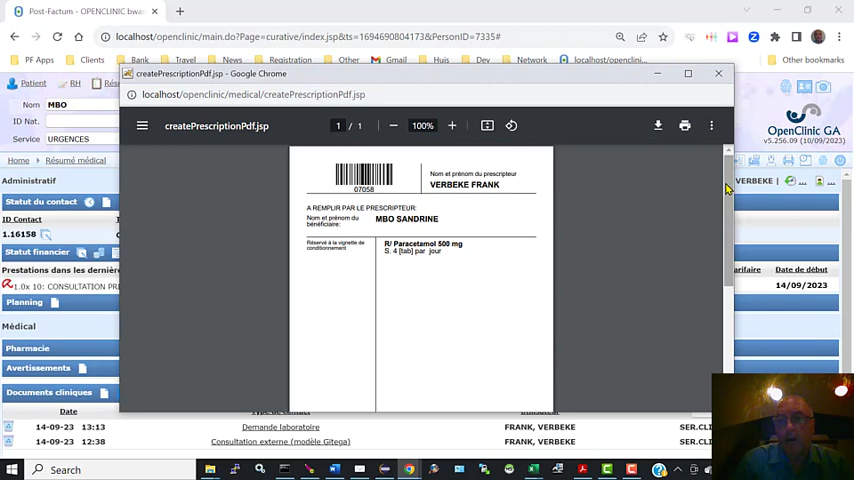 Post-Factum - OPENCLINIC bwa
localhost/openclinic/main.do?Page=curative/index.jsp&ts=1694690804173&PersonID=7335#
PF Apps
Clients
Bank
Travel
News
Registration
Other
Gmail
Imported
Netbeheer
localhost/openclini...
Other bookmarks
Patient
RH
Nom
MBO
ID Nat.
Service
URGENCES
OpenClinic GA
v5.256.09 (10/09/2023)
Home
Résumé médical
VERBEKE
Administratif
Statut du contact
ID Contact
1.16158
Statut financier
Prestations dans les dernière
1.0x 10: CONSULTATION PR
Planning
Médical
Pharmacie
Avertissements
Documents cliniques
Date de début
14/09/2023
createPrescriptionPdf.jsp - Google Chrome
localhost/openclinic/medical/createPrescriptionPdf.jsp
createPrescriptionPdf.jsp
1 / 1
100%
07058
Nom et prénom du prescripteur
VERBEKE FRANK
A REMPLIR PAR LE PRESCRIPTEUR:
Nom et prénom du
bénéficiaire:
MBO SANDRINE
Réservé à la vignette de
conditionnement
R/ Paracetamol 500 mg
S. 4 [tab] par jour
Date
14-09-23 13:13
Demande laboratoire
FRANK, VERBEKE
SER.CLI
14-09-23 12:38
Consultation externe (modèle Gitega)
FRANK, VERBEKE
SER.CLI
Search